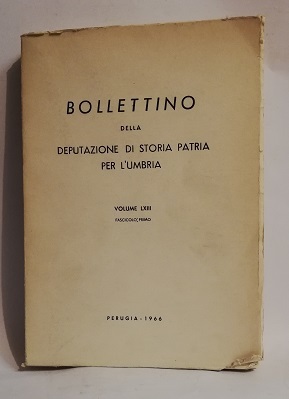 BOLLETTINO
DELLA
DEPUTAZIONE DI STORIA PATRIA
PER L'UMBRIA
VOLUME LXIII
FASCICOLO PRIMO
PERUGIA - 1966